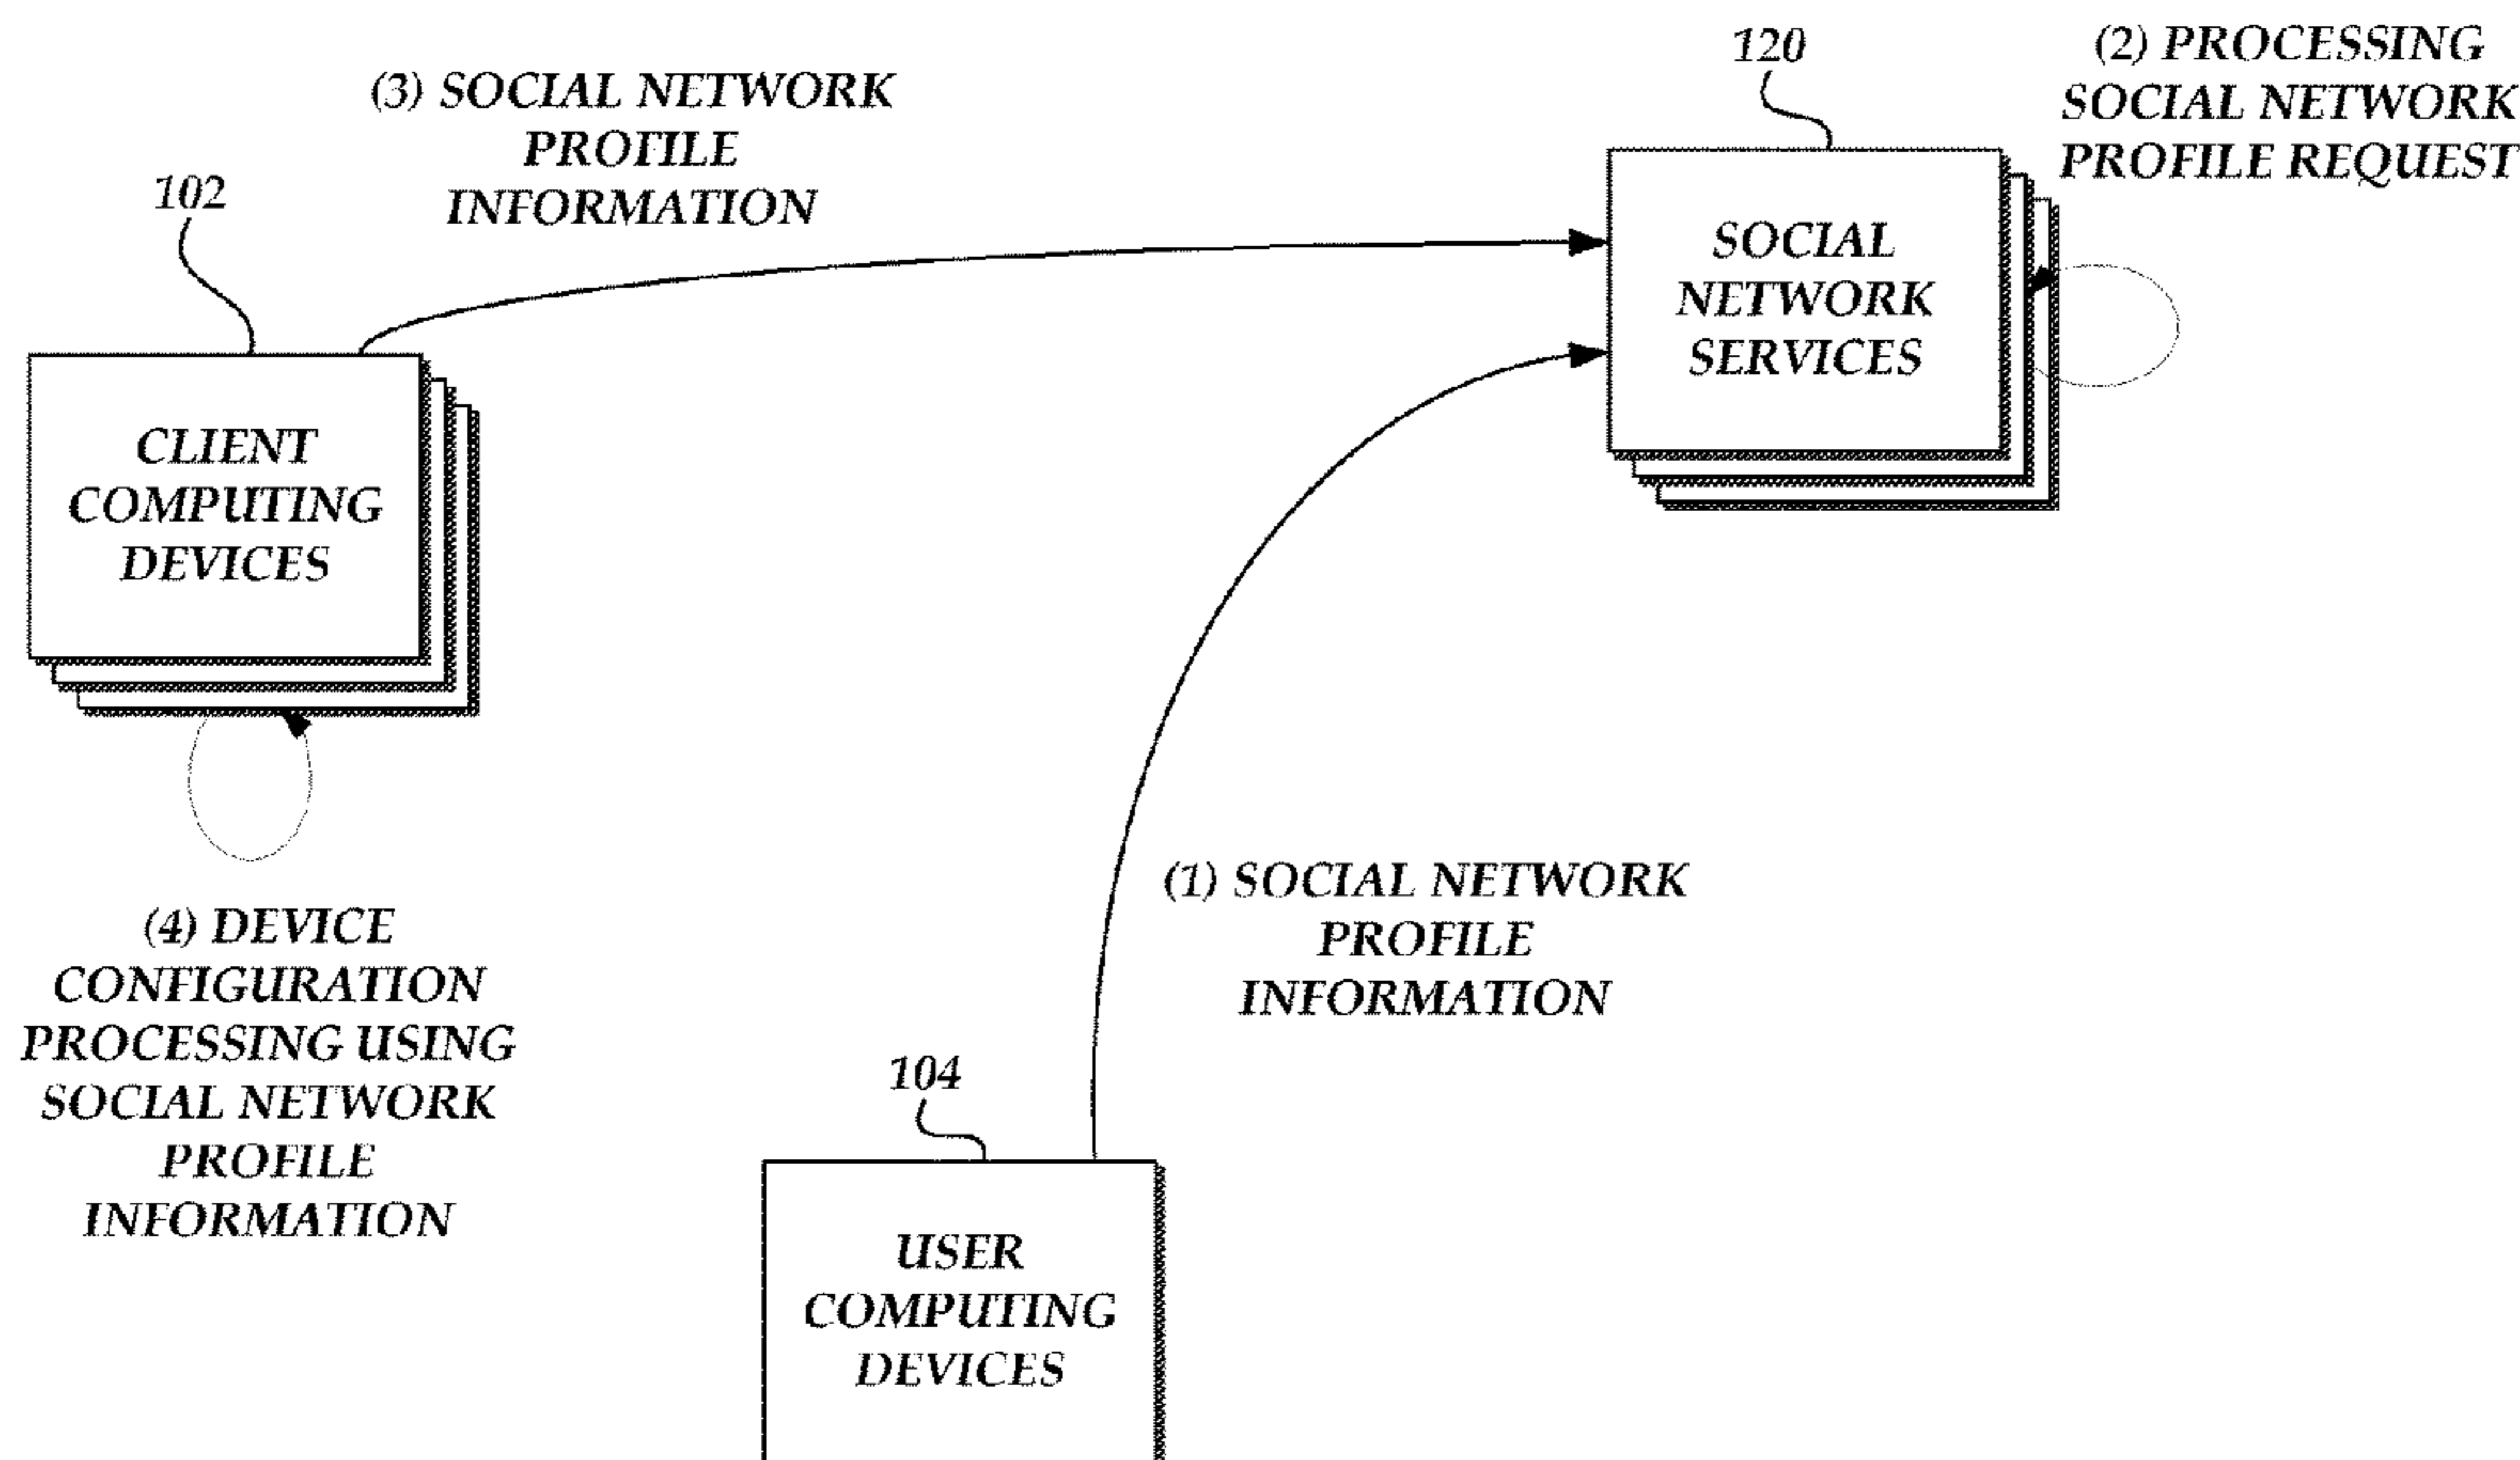 120
(2) PROCESSING
SOCIAL NETWORK
PROFILE REQUEST
(3) SOCIAL NETWORK
PROFILE
INFORMATION
102
SOCIAL
NETWORK
SERVICES
CLIENT
COMPUTING
DEVICES
(1) SOCIAL NETWORK
PROFILE
INFORMATION
(4) DEVICE
CONFIGURATION
PROCESSING USING
SOCIAL NETWORK
PROFILE
INFORMATION
104
USER
COMPUTING
DEVICES